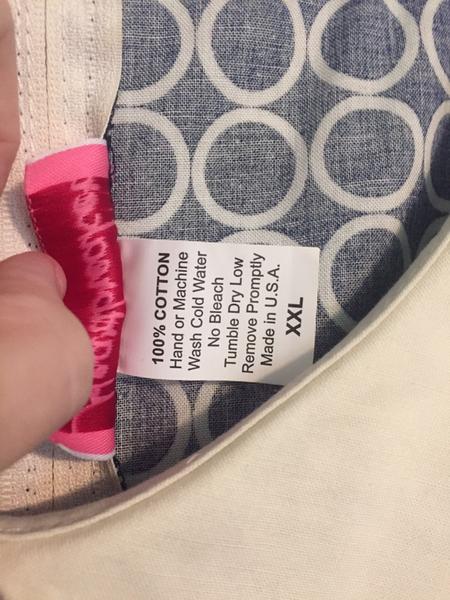 100% COTTON
Hand or Machine
Wash Cold Water
No Bleach
Tumble Dry Low
Remove Promptly
Made in U.S.A.
XXL